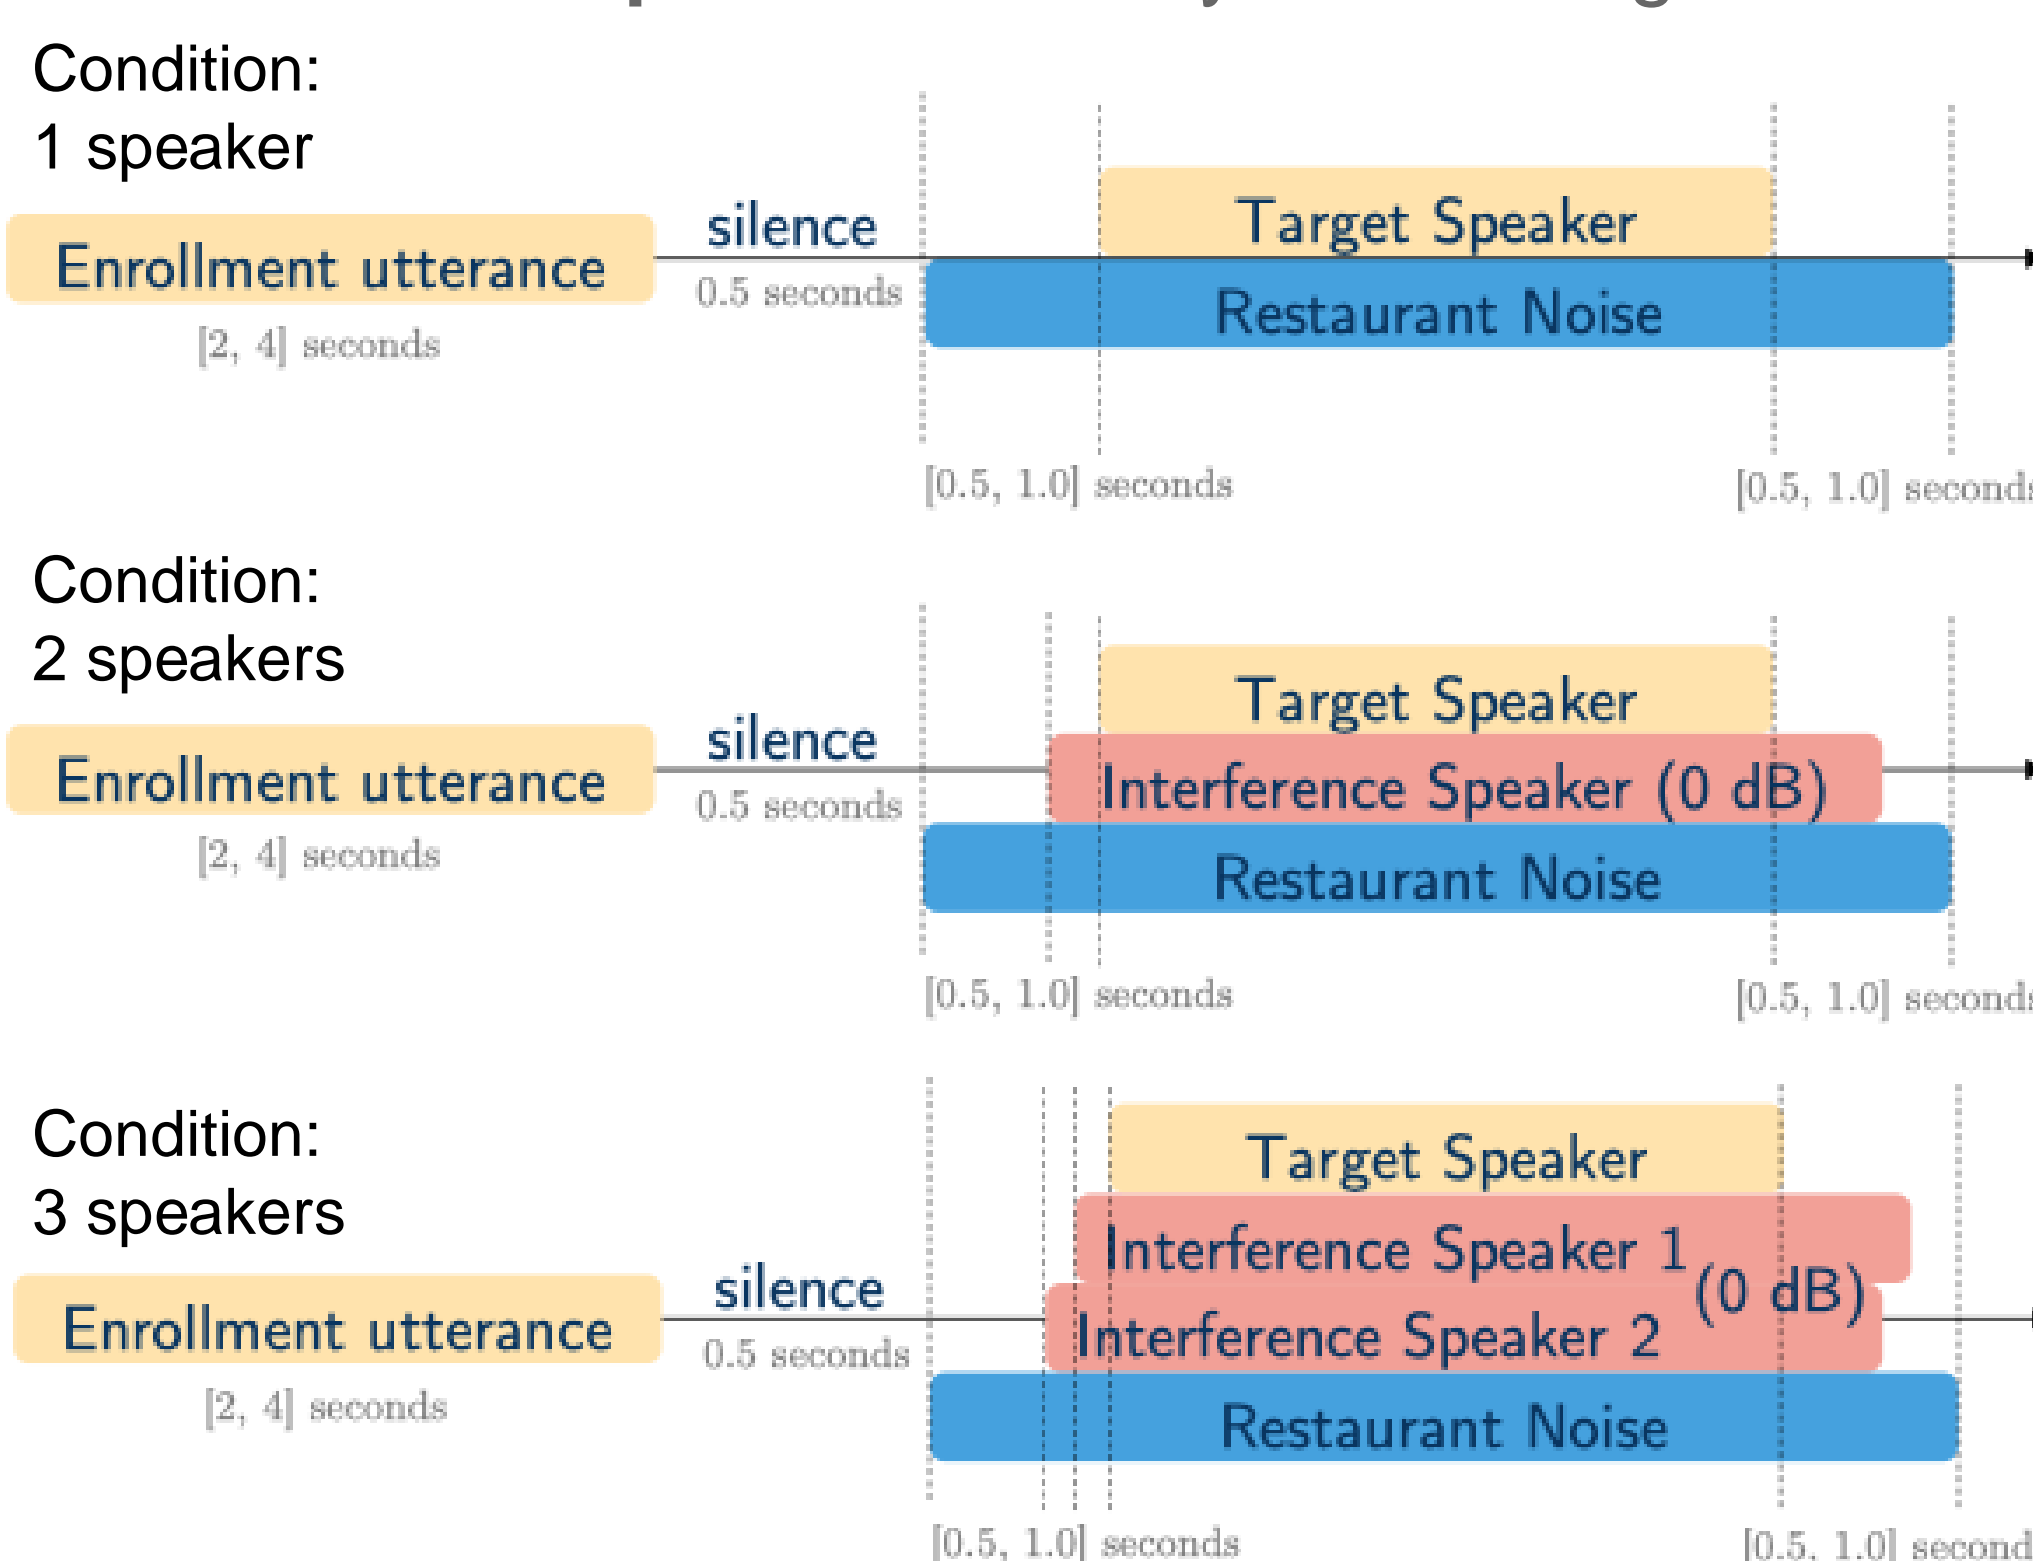 Condition:
1 speaker
Enrollment utterance
[2, 4] seconds
silence
0.5 seconds
Target Speaker
Restaurant Noise
[0.5, 1.0] seconds
[0.5, 1.0] seconds
Condition:
2 speakers
Enrollment utterance
[2, 4] seconds
silence
0.5 seconds
Target Speaker
Interference Speaker (0 dB)
Restaurant Noise
[0.5, 1.0] seconds
[0.5, 1.0] seconds
Condition:
3 speakers
Enrollment utterance
[2, 4] seconds
silence
0.5 seconds
Target Speaker
Interference Speaker 1
(0 dB)
Interference Speaker 2
Restaurant Noise
[0.5, 1.0] seconds
[0.5, 1.0] second